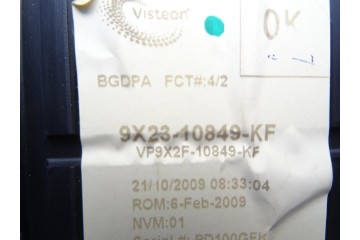 Visteon
OK
BGDPA FCT#:4/2
9X23-10849-KF
VP9X2F-10849-KF
21/10/2009 08:33:04
ROM:6-Feb-2009
NVM:01